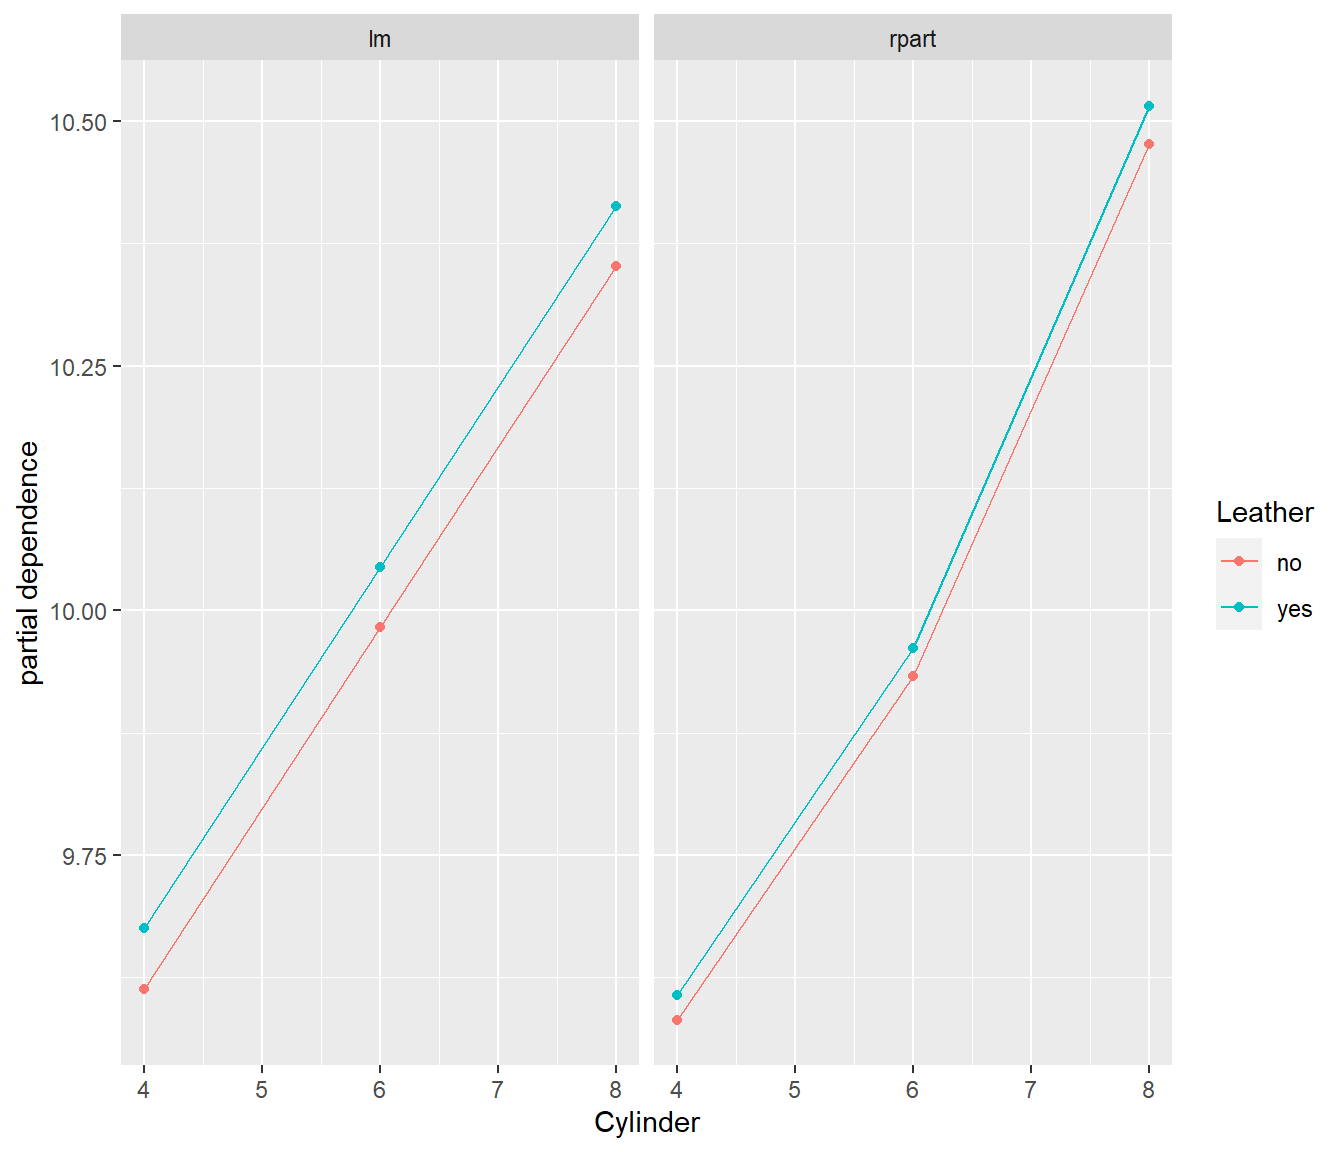 lm
rpart
10.50
10.25
10.00
9.75
partial dependence
4 5 6 7 8
4 5 6 7 8
Cylinder
Leather
no
yes